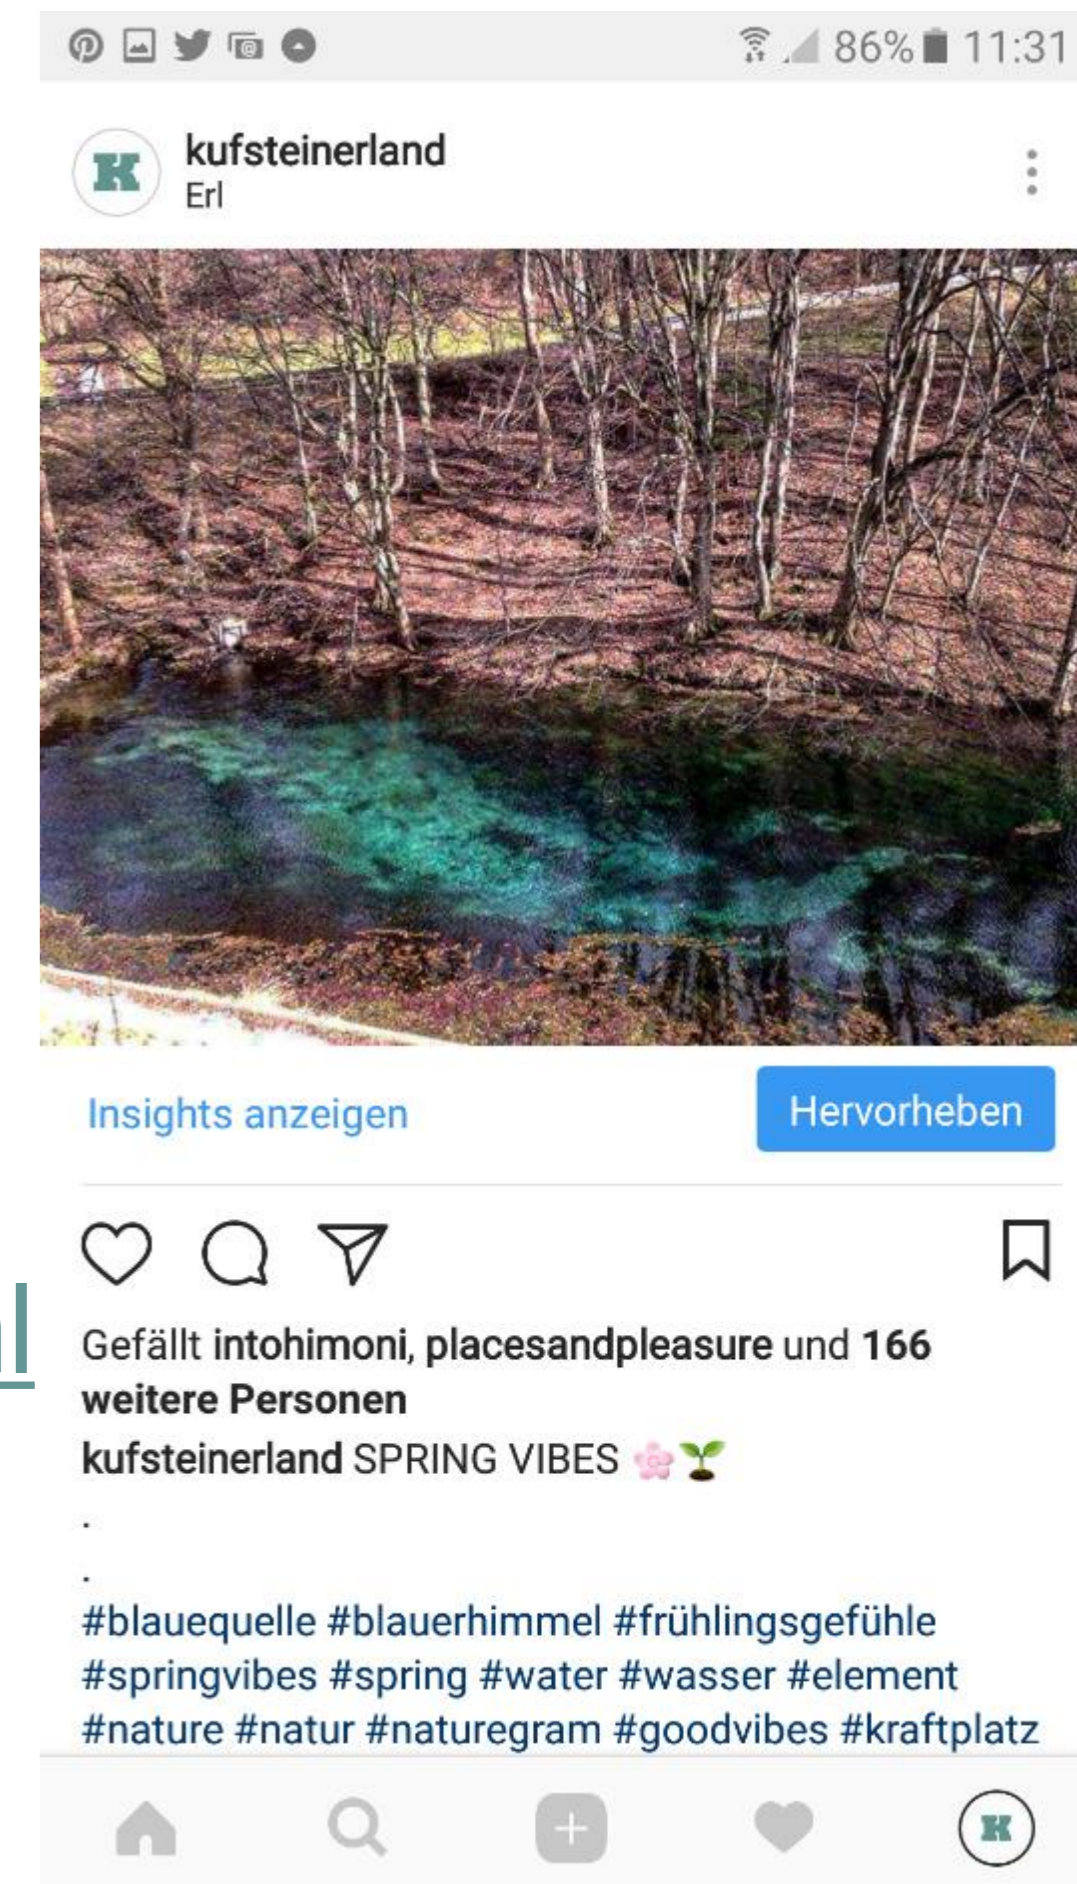 86% 11:31
K kufsteinerland
Erl
Insights anzeigen
Hervorheben
Gefällt intohimoni, placesandpleasure und 166
weitere Personen
kufsteinerland SPRING VIBES 🌸🌱
.
.
#blauequelle #blauerhimmel #frühlingsgefühle
#springvibes #spring #water #wasser #element
#nature #natur #naturegram #goodvibes #kraftplatz
K